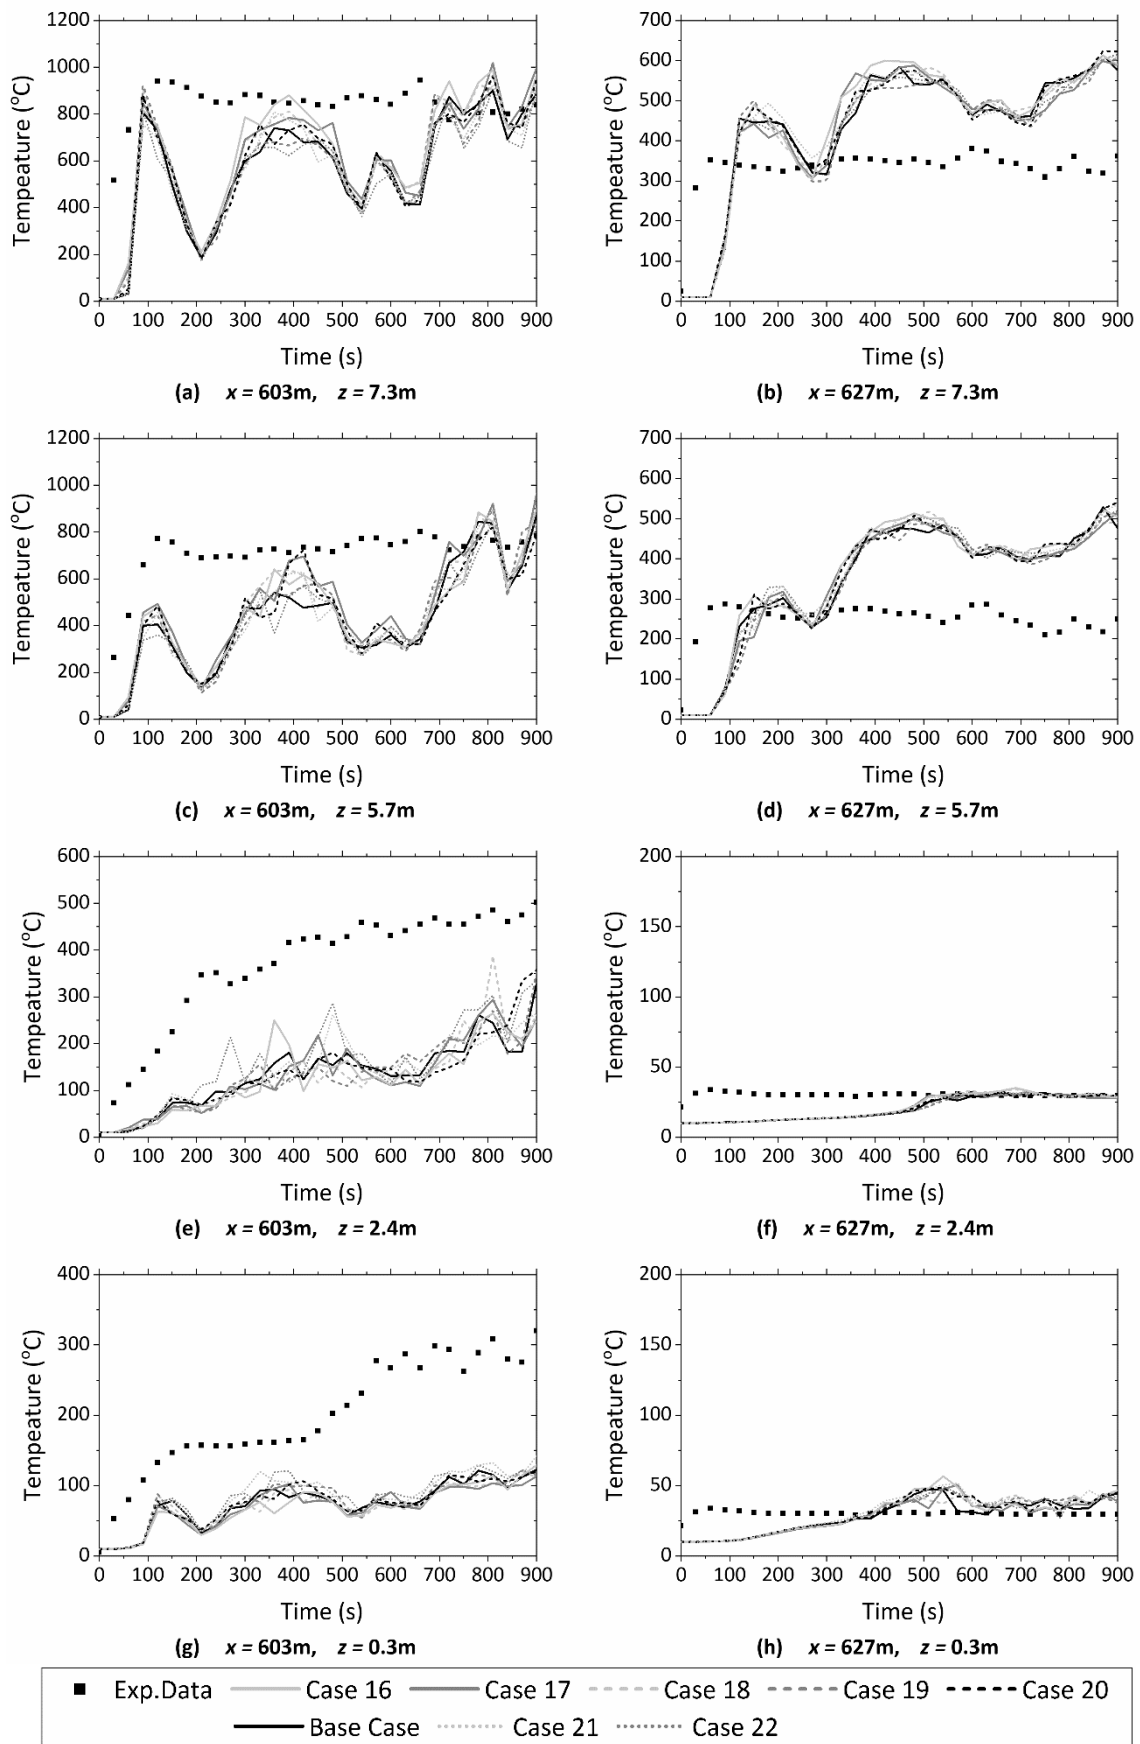 1200
1000
800
600
400
200
0
Tempeature (°C)
0 100 200 300 400 500 600 700 800 900
Time (s)
(a) x = 603m, z = 7.3m
700
600
500
400
300
200
100
0
Tempeature (°C)
0 100 200 300 400 500 600 700 800 900
Time (s)
(b) x = 627m, z = 7.3m
1200
1000
800
600
400
200
0
Tempeature (°C)
0 100 200 300 400 500 600 700 800 900
Time (s)
(c) x = 603m, z = 5.7m
700
600
500
400
300
200
100
0
Tempeature (°C)
0 100 200 300 400 500 600 700 800 900
Time (s)
(d) x = 627m, z = 5.7m
600
500
400
300
200
100
0
Tempeature (°C)
0 100 200 300 400 500 600 700 800 900
Time (s)
(e) x = 603m, z = 2.4m
200
150
100
50
0
Tempeature (°C)
0 100 200 300 400 500 600 700 800 900
Time (s)
(f) x = 627m, z = 2.4m
400
300
200
100
0
Tempeature (°C)
0 100 200 300 400 500 600 700 800 900
Time (s)
(g) x = 603m, z = 0.3m
200
150
100
50
0
Tempeature (°C)
0 100 200 300 400 500 600 700 800 900
Time (s)
(h) x = 627m, z = 0.3m
Exp.Data Case 16 Case 17 Case 18 Case 19 Case 20
Base Case Case 21 Case 22